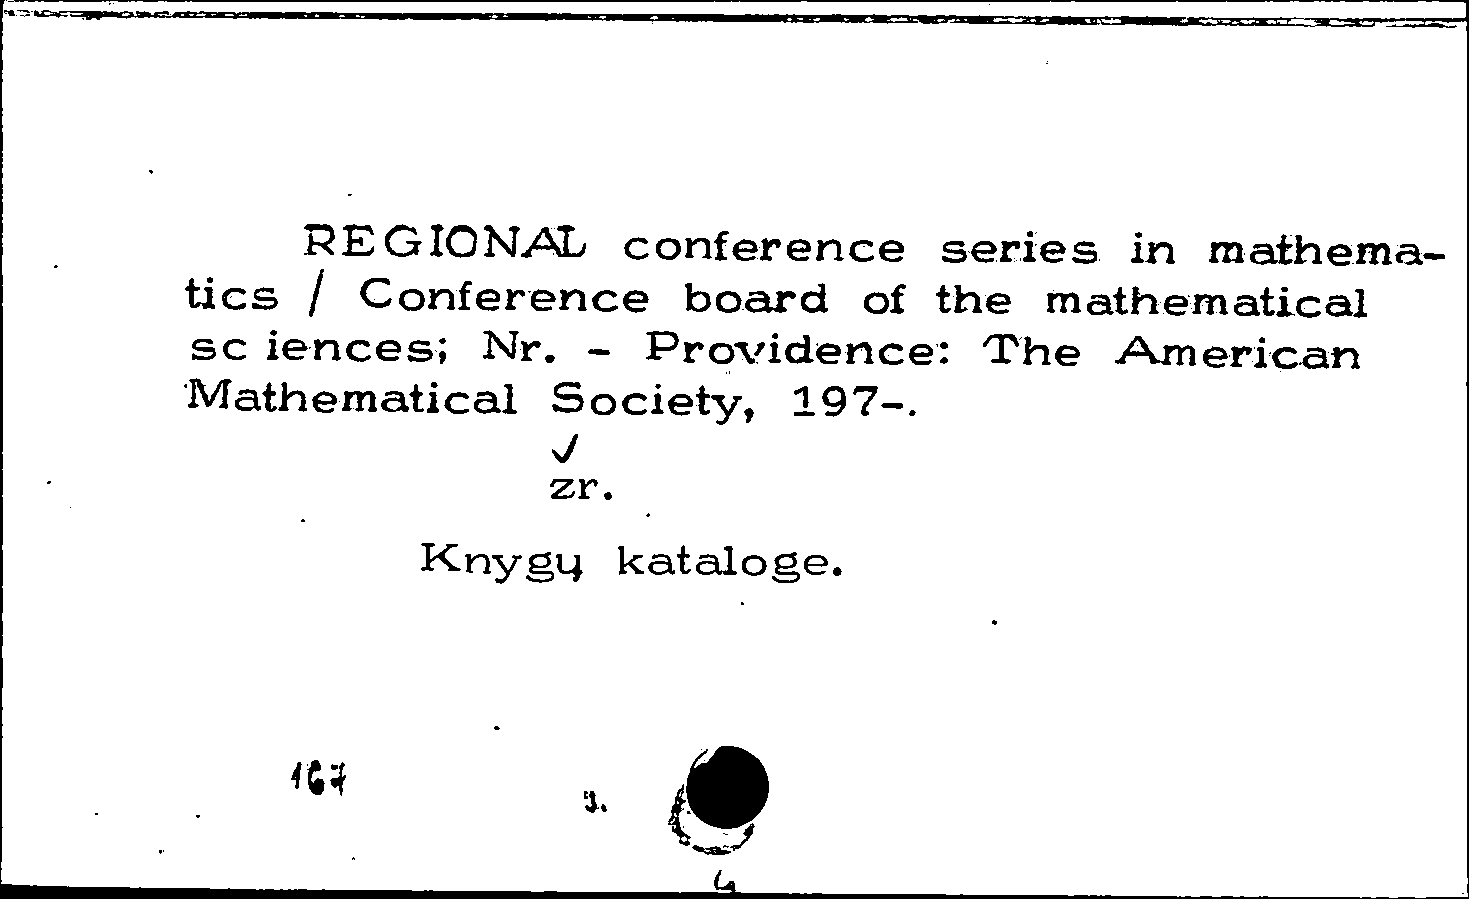 REGIONAL conference series in mathema-
tics / Conference board of the mathematical
sc iences; Nr. - Providence: The American
Mathematical Society, 197-.
zr.
Knygų kataloge.
167